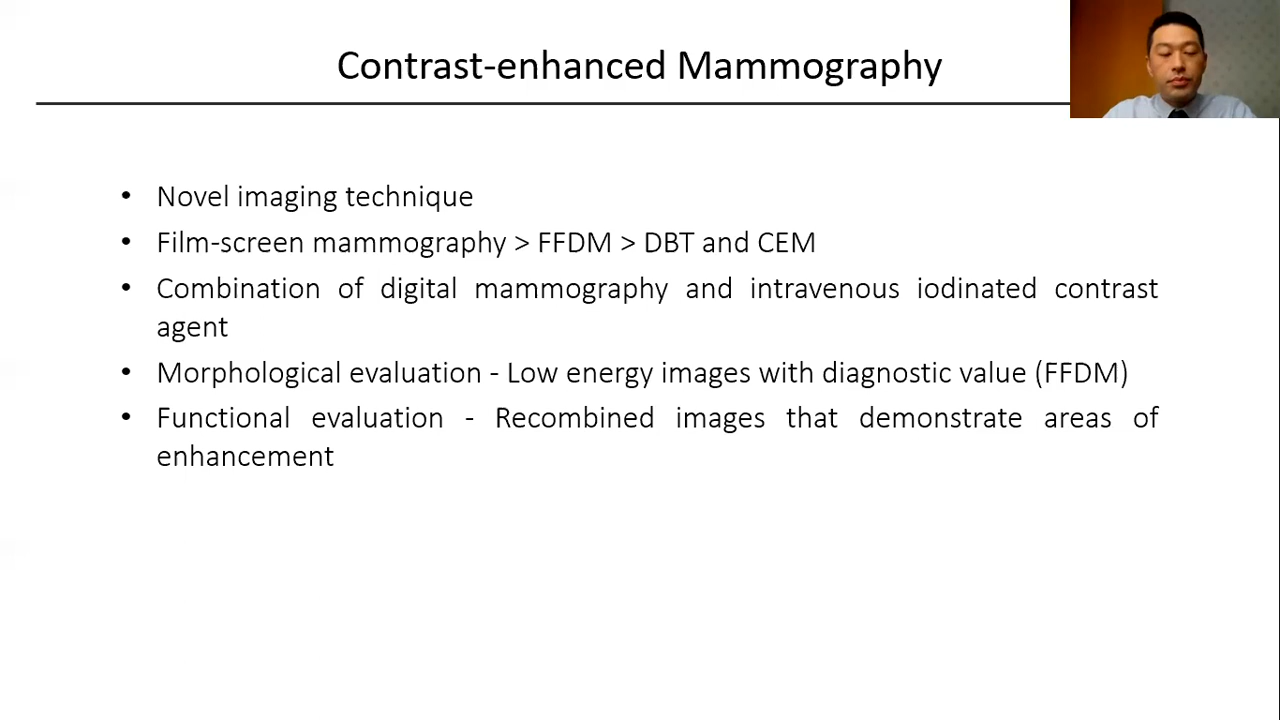 Contrast-enhanced Mammography
• Novel imaging technique
• Film-screen mammography > FFDM > DBT and CEM
• Combination of digital mammography and intravenous iodinated contrast
agent
• Morphological evaluation - Low energy images with diagnostic value (FFDM)
• Functional evaluation - Recombined images that demonstrate areas of
enhancement